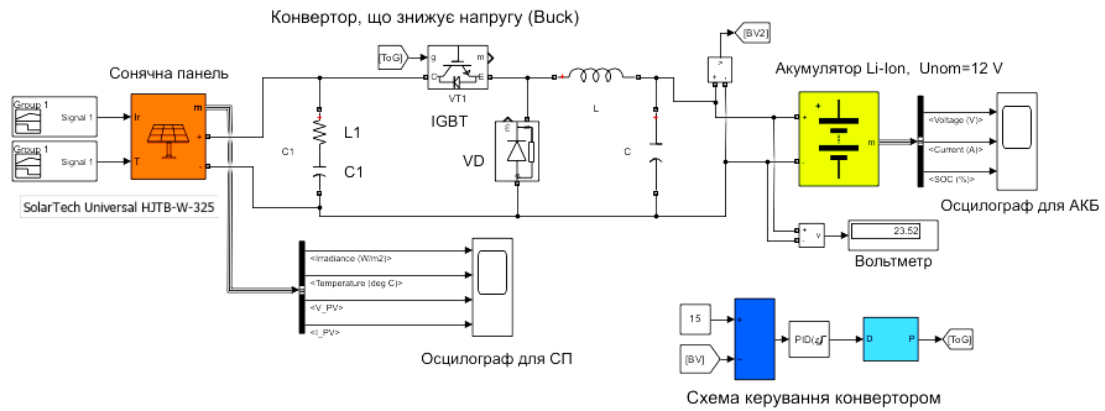 Конвертор, що знижує напругу (Buck)
[BV2]
[ToG]
g
m
C
E
VT1
IGBT
Сонячна панель
Акумулятор Li-Ion, Unom=12 V
Group 1
Signal 1
Ir
m
+
-
T
Group 1
Signal 1
SolarTech Universal HJTB-W-325
C1
L1
C1
VD
L
C
v
+
-
m
<Voltage (V)>
<Current (A)>
<SOC (%)>
Осцилограф для АКБ
+
-
v
23.52
Вольтметр
<Irradiance (W/m2)>
<Temperature (deg C)>
<V_PV>
<I_PV>
Осцилограф для СП
15
[BV]
+
−
PID(z)
D
P
[ToG]
Схема керування конвертором